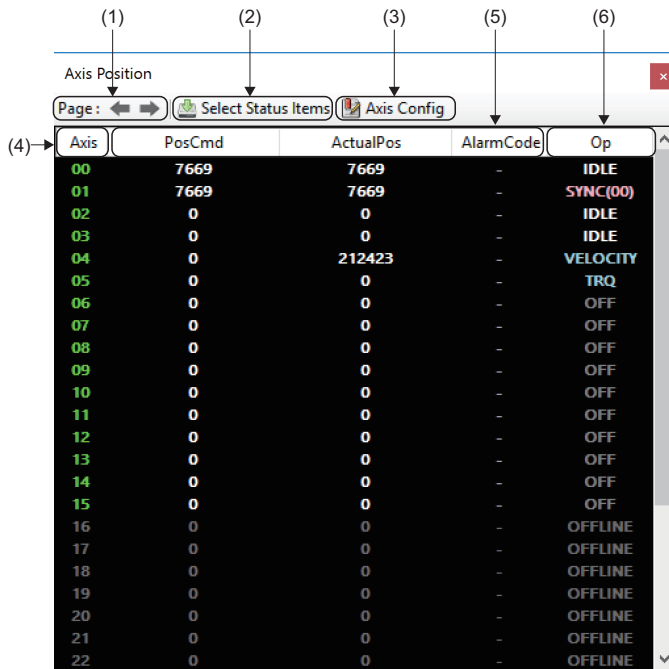 (1) (2) (3) (5) (6)
Axis Position ×
Page: Select Status Items Axis Config
(4) Axis PosCmd ActualPos AlarmCode Op
00 7669 7669 - IDLE
01 7669 7669 - SYNC(00)
02 0 0 - IDLE
03 0 0 - IDLE
04 0 212423 - VELOCITY
05 0 0 - TRQ
06 0 0 - OFF
07 0 0 - OFF
08 0 0 - OFF
09 0 0 - OFF
10 0 0 - OFF
11 0 0 - OFF
12 0 0 - OFF
13 0 0 - OFF
14 0 0 - OFF
15 0 0 - OFF
16 0 0 - OFFLINE
17 0 0 - OFFLINE
18 0 0 - OFFLINE
19 0 0 - OFFLINE
20 0 0 - OFFLINE
21 0 0 - OFFLINE
22 0 0 - OFFLINE